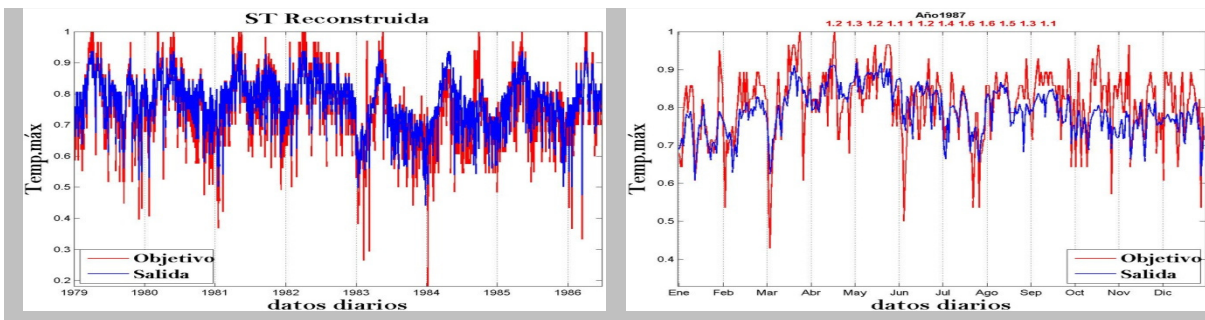 ST Reconstruida
Temp.máx
1
0.9
0.8
0.7
0.6
0.5
0.4
0.3
0.2
Objetivo
Salida
1979 1980 1981 1982 1983 1984 1985 1986
datos diarios
Año1987
1.2 1.3 1.2 1.1 1 1.2 1.4 1.6 1.6 1.5 1.3 1.1
Temp.máx
1
0.9
0.8
0.7
0.6
0.5
0.4
Objetivo
Salida
Ene Feb Mar Abr May Jun Jul Ago Sep Oct Nov Dic
datos diarios